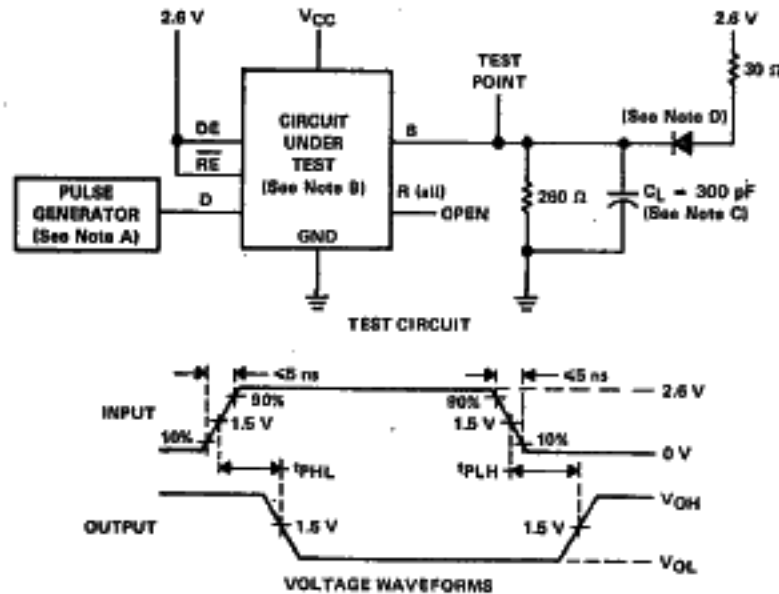 2.6 V
VCC
2.6 V
TEST
POINT
30 Ω
DE
RE
CIRCUIT
UNDER
TEST
(See Note B)
B
(See Note D)
PULSE
GENERATOR
(See Note A)
D
R (all)
OPEN
260 Ω
CL = 300 pF
(See Note C)
GND
TEST CIRCUIT
≤5 ns
≤5 ns
2.6 V
INPUT
90%
90%
1.5 V
1.5 V
10%
10%
0 V
tPHL
tPLH
VOH
OUTPUT
1.5 V
1.5 V
VOL
VOLTAGE WAVEFORMS